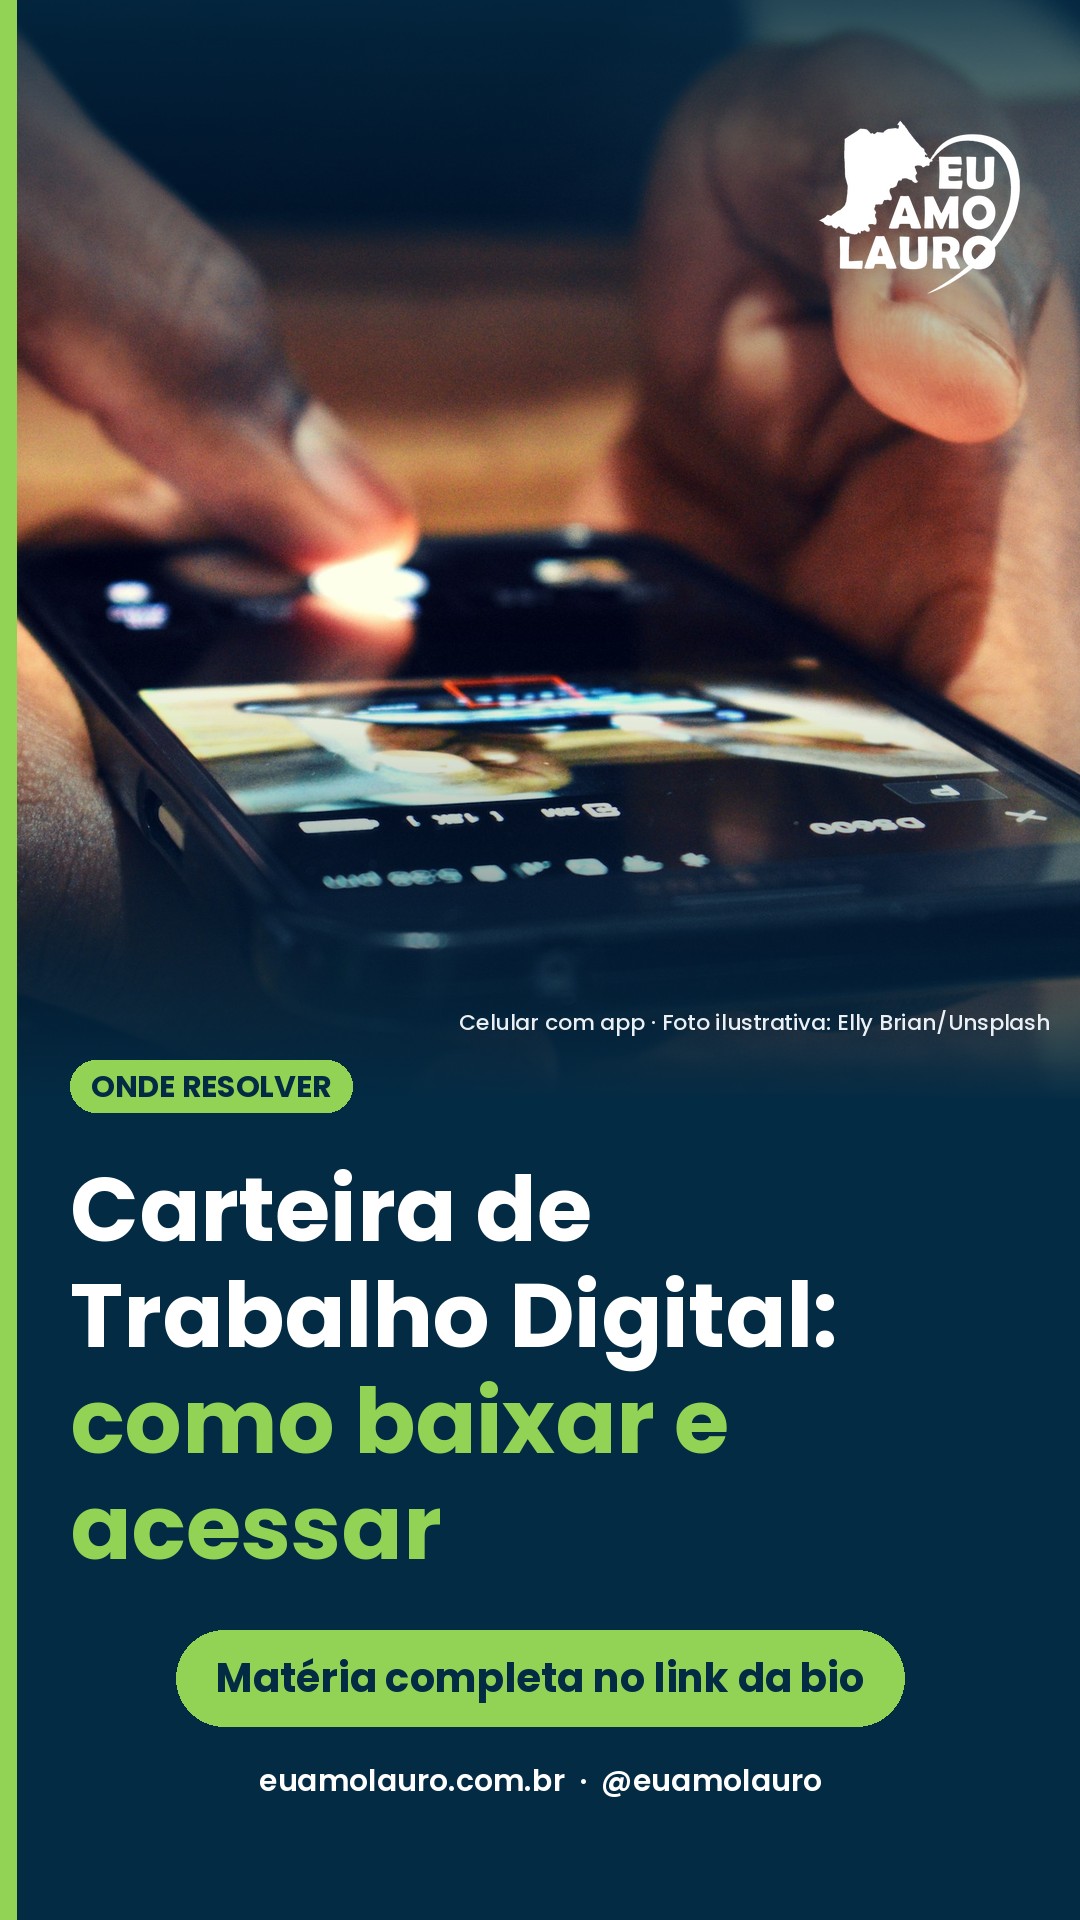 EU
AMO
LAURO
Celular com app · Foto ilustrativa: Elly Brian/Unsplash
ONDE RESOLVER
Carteira de
Trabalho Digital:
como baixar e
acessar
Matéria completa no link da bio
euamolauro.com.br · @euamolauro